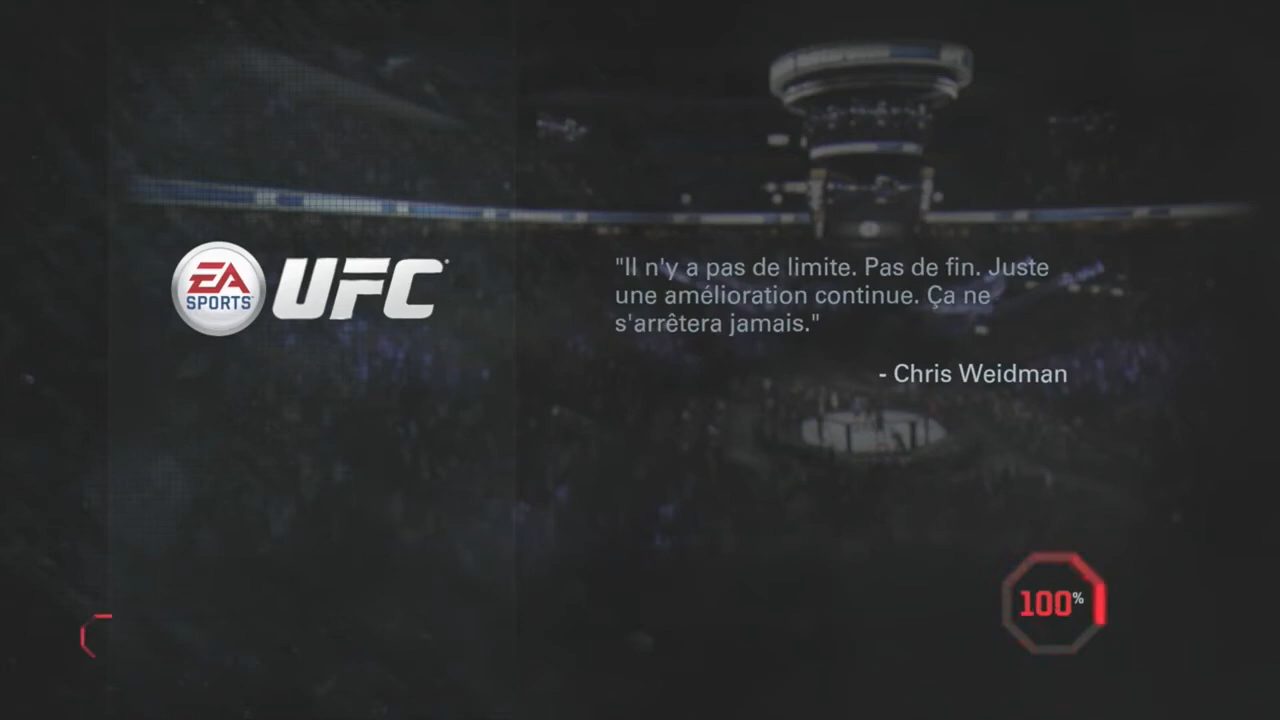 EA
SPORTS
UFC
"Il n'y a pas de limite. Pas de fin. Juste
une amélioration continue. Ça ne
s'arrêtera jamais."
- Chris Weidman
100%